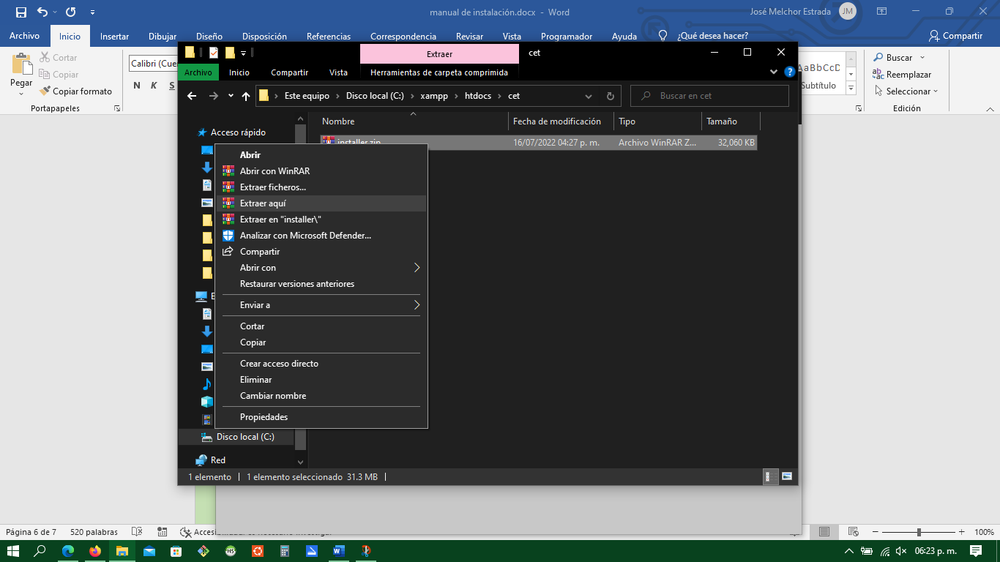 manual de instalación.docx - Word
José Melchor Estrada
JM
Archivo Inicio Insertar Dibujar Diseño Disposición Referencias Correspondencia Revisar Vista Programador Ayuda ¿Qué desea hacer? Compartir
Pegar
Cortar
Copiar
Copiar formato
Portapapeles
Calibri (Cue
N K S
AaBbCcD
Subtítulo
Buscar
Reemplazar
Seleccionar
Edición
Extraer
cet
Archivo Inicio Compartir Vista Herramientas de carpeta comprimida
Este equipo > Disco local (C:) > xampp > htdocs > cet
Buscar en cet
Nombre Fecha de modificación Tipo Tamaño
Acceso rápido
installer.zip 16/07/2022 04:27 p. m. Archivo WinRAR Z... 32,060 KB
Abrir
Abrir con WinRAR
Extraer ficheros...
Extraer aquí
Extraer en "installer\"
Analizar con Microsoft Defender...
Compartir
Abrir con
Restaurar versiones anteriores
Enviar a
Cortar
Copiar
Crear acceso directo
Eliminar
Cambiar nombre
Propiedades
Disco local (C:)
Red
1 elemento | 1 elemento seleccionado 31.3 MB |
Página 6 de 7 520 palabras
100%
06:23 p. m.